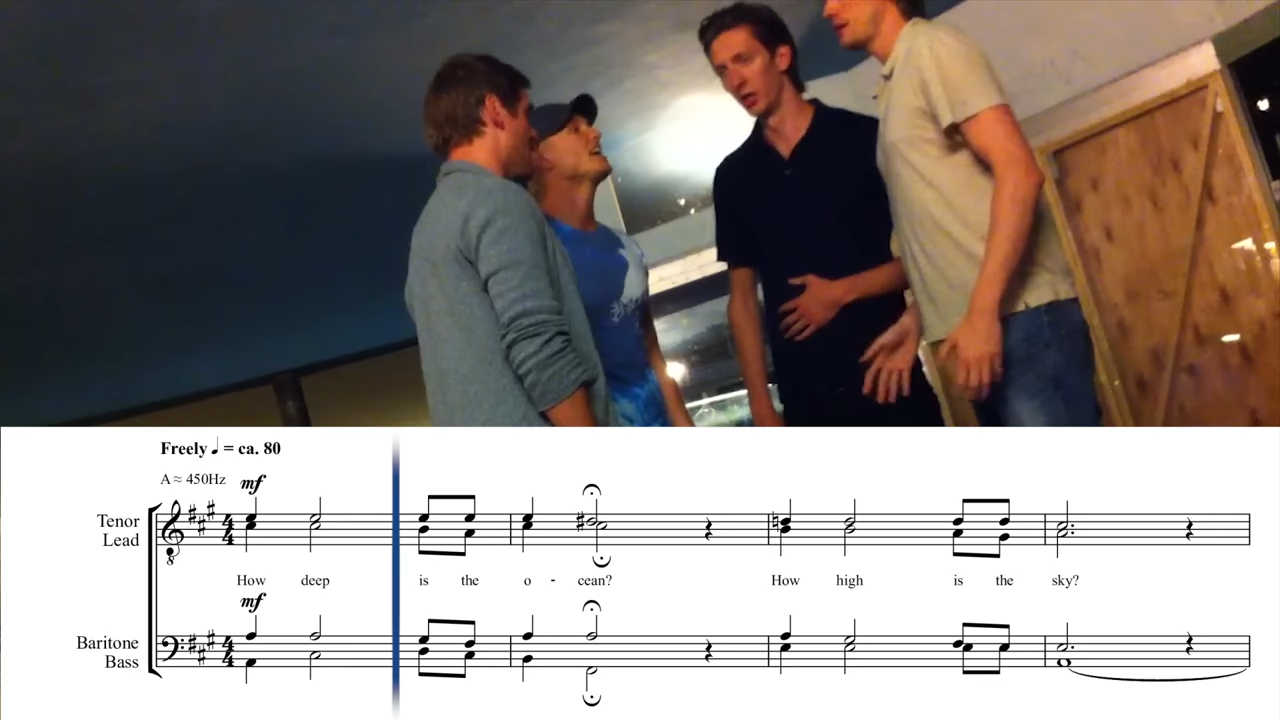 Freely ♩ = ca. 80
A ≈ 450Hz
mf
Tenor
Lead
8
How deep is the o - cean? How high is the sky?
mf
Baritone
Bass